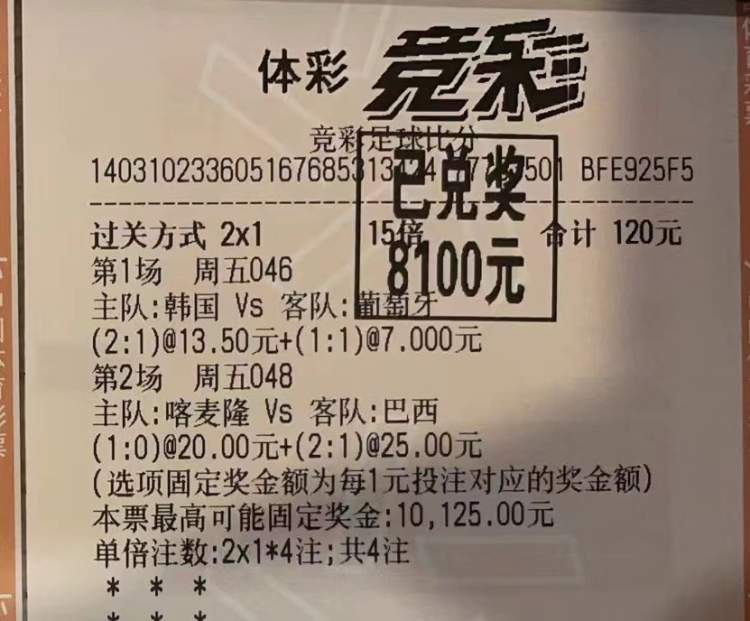 体彩 竞彩
竞彩足球比分
已兑奖
8100元
过关方式 2x1 15倍 合计 120元
第1场 周五046
主队:韩国 Vs 客队:葡萄牙
(2:1)@13.50元+(1:1)@7.000元
第2场 周五048
主队:喀麦隆 Vs 客队:巴西
(1:0)@20.00元+(2:1)@25.00元
(选项固定奖金额为每1元投注对应的奖金额)
本票最高可能固定奖金:10,125.00元
单倍注数:2x1*4注;共4注
* * *
* * *